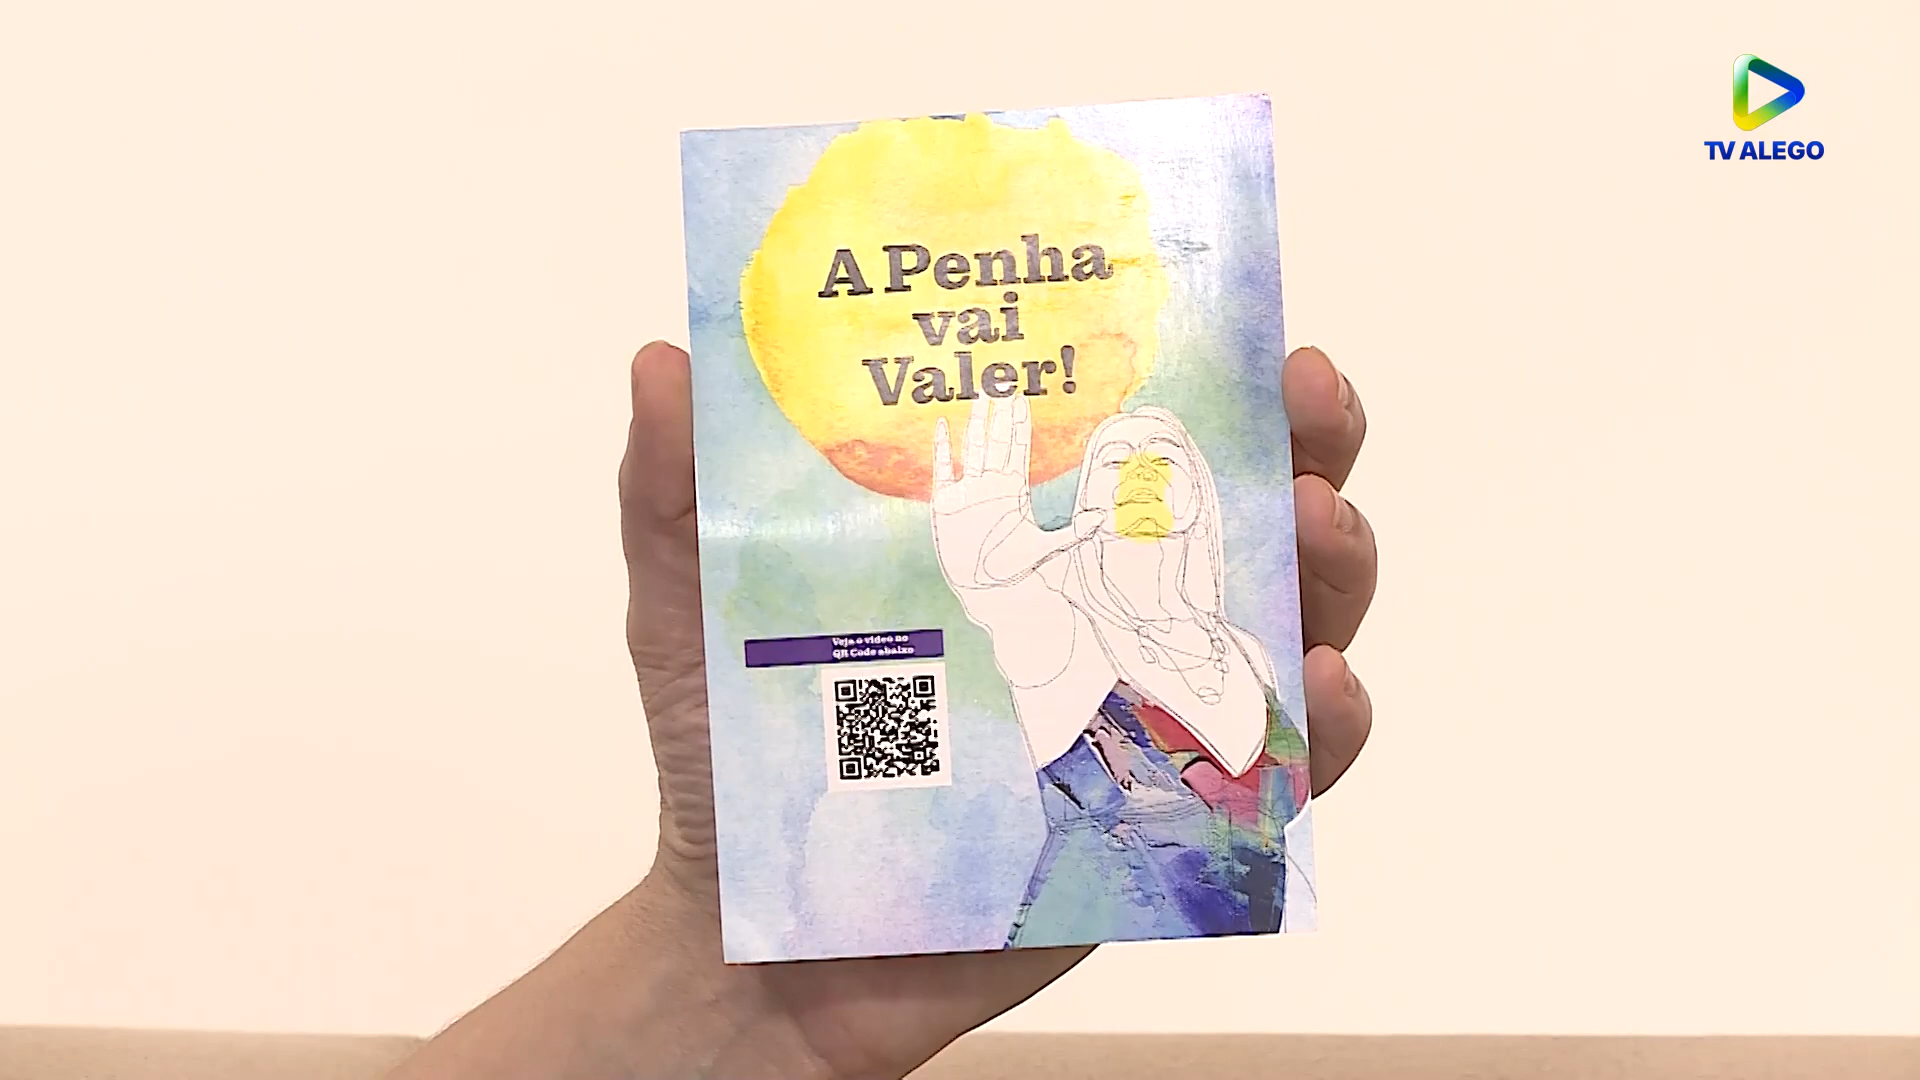 TV ALEGO
A Penha
vai
Valer!
Veja o vídeo no
QR Code abaixo